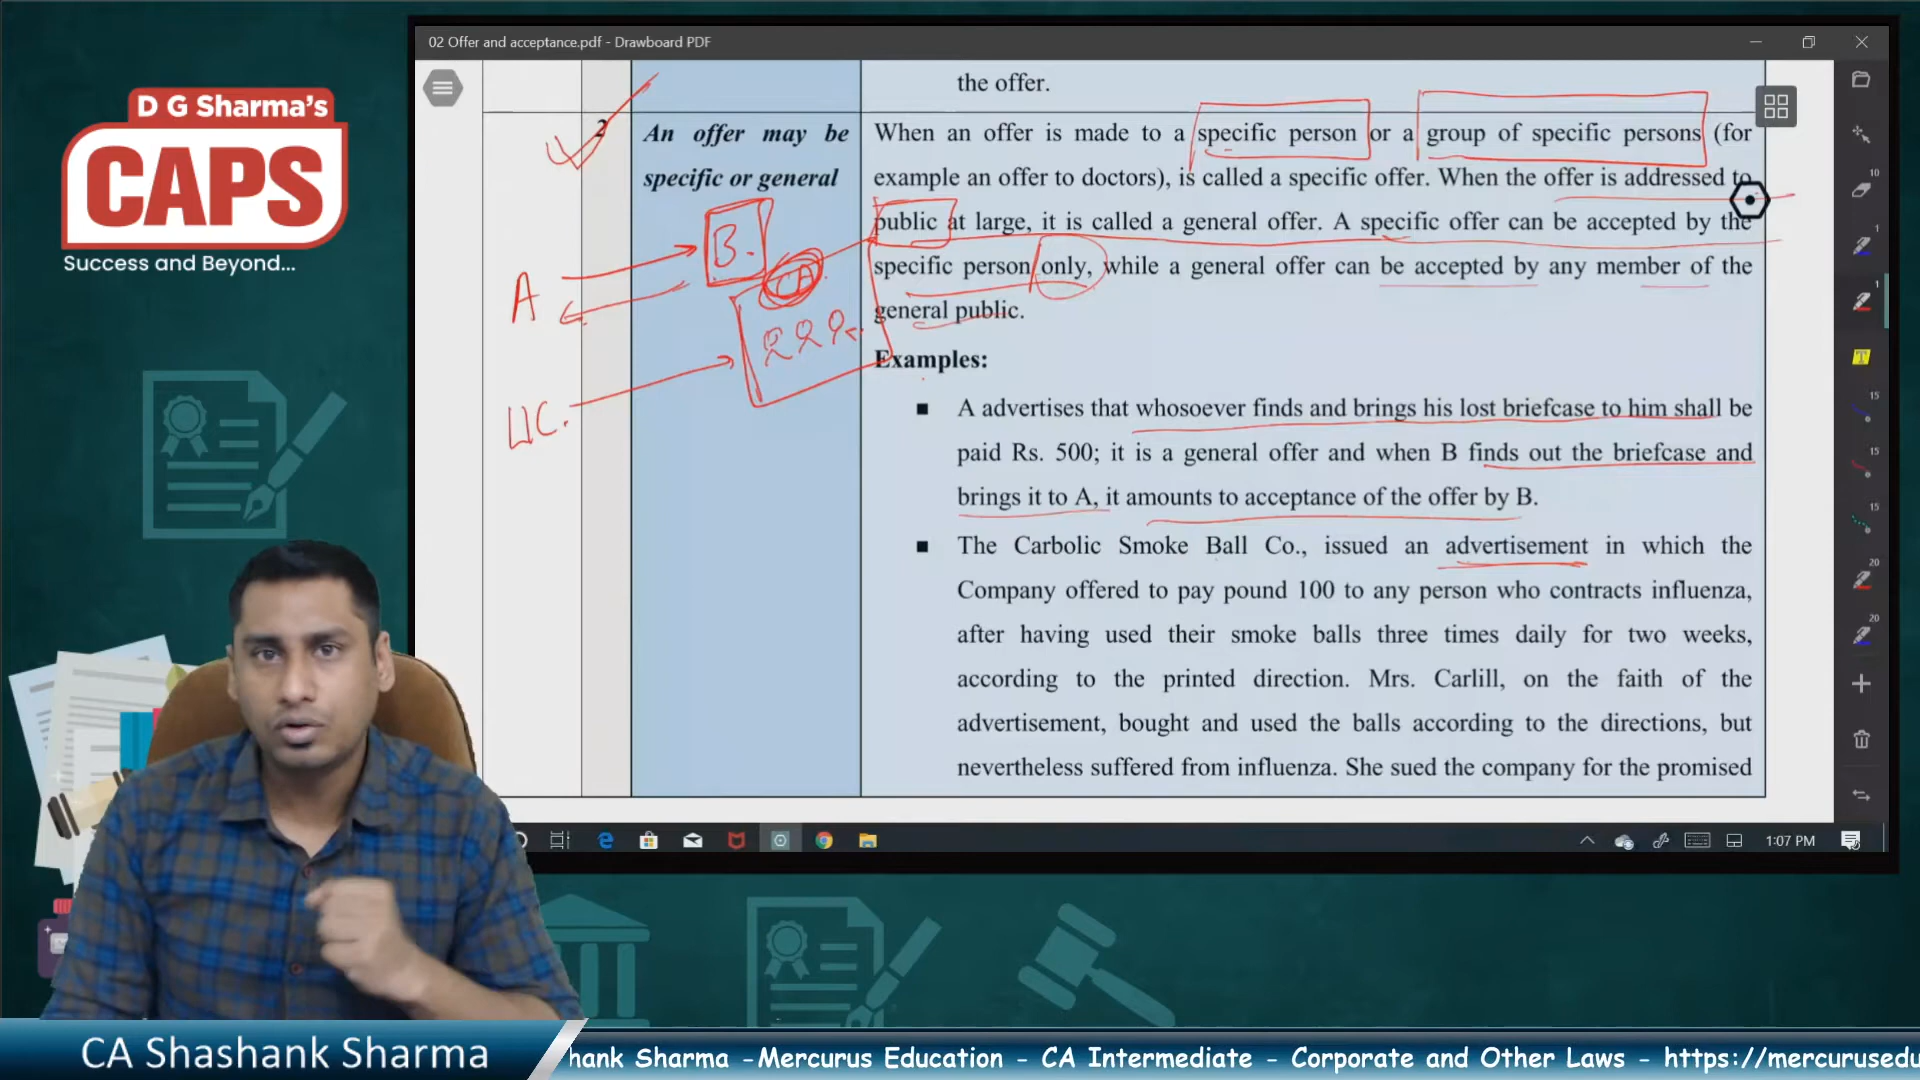 D G Sharma's
CAPS
Success and Beyond...
02 Offer and acceptance.pdf - Drawboard PDF
the offer.
2
An offer may be
specific or general
When an offer is made to a specific person or a group of specific persons (for
example an offer to doctors), is called a specific offer. When the offer is addressed to
public at large, it is called a general offer. A specific offer can be accepted by the
specific person only, while a general offer can be accepted by any member of the
general public.
Examples:
■ A advertises that whosoever finds and brings his lost briefcase to him shall be
paid Rs. 500; it is a general offer and when B finds out the briefcase and
brings it to A, it amounts to acceptance of the offer by B.
■ The Carbolic Smoke Ball Co., issued an advertisement in which the
Company offered to pay pound 100 to any person who contracts influenza,
after having used their smoke balls three times daily for two weeks,
according to the printed direction. Mrs. Carlill, on the faith of the
advertisement, bought and used the balls according to the directions, but
nevertheless suffered from influenza. She sued the company for the promised
B.
CA
A
10
1
1
15
15
15
20
20
1:07 PM
CA Shashank Sharma
hank Sharma -Mercurus Education - CA Intermediate - Corporate and Other Laws - https://mercurusedu